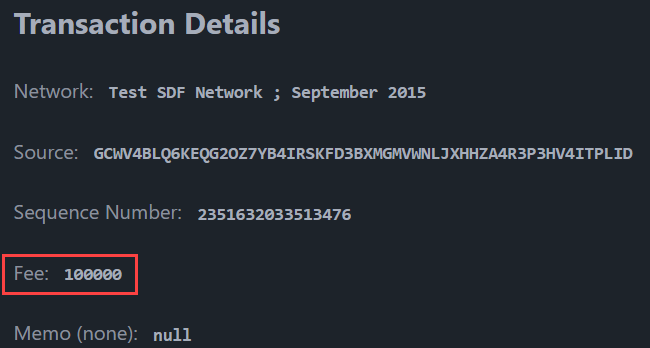 Transaction Details
Network: Test SDF Network ; September 2015
Source: GCWV4BLQ6KEQG2OZ7YB4IRSKFD3BXMGMVWNLJXHHZA4R3P3HV4ITPLID
Sequence Number: 2351632033513476
Fee: 100000
Memo (none): null